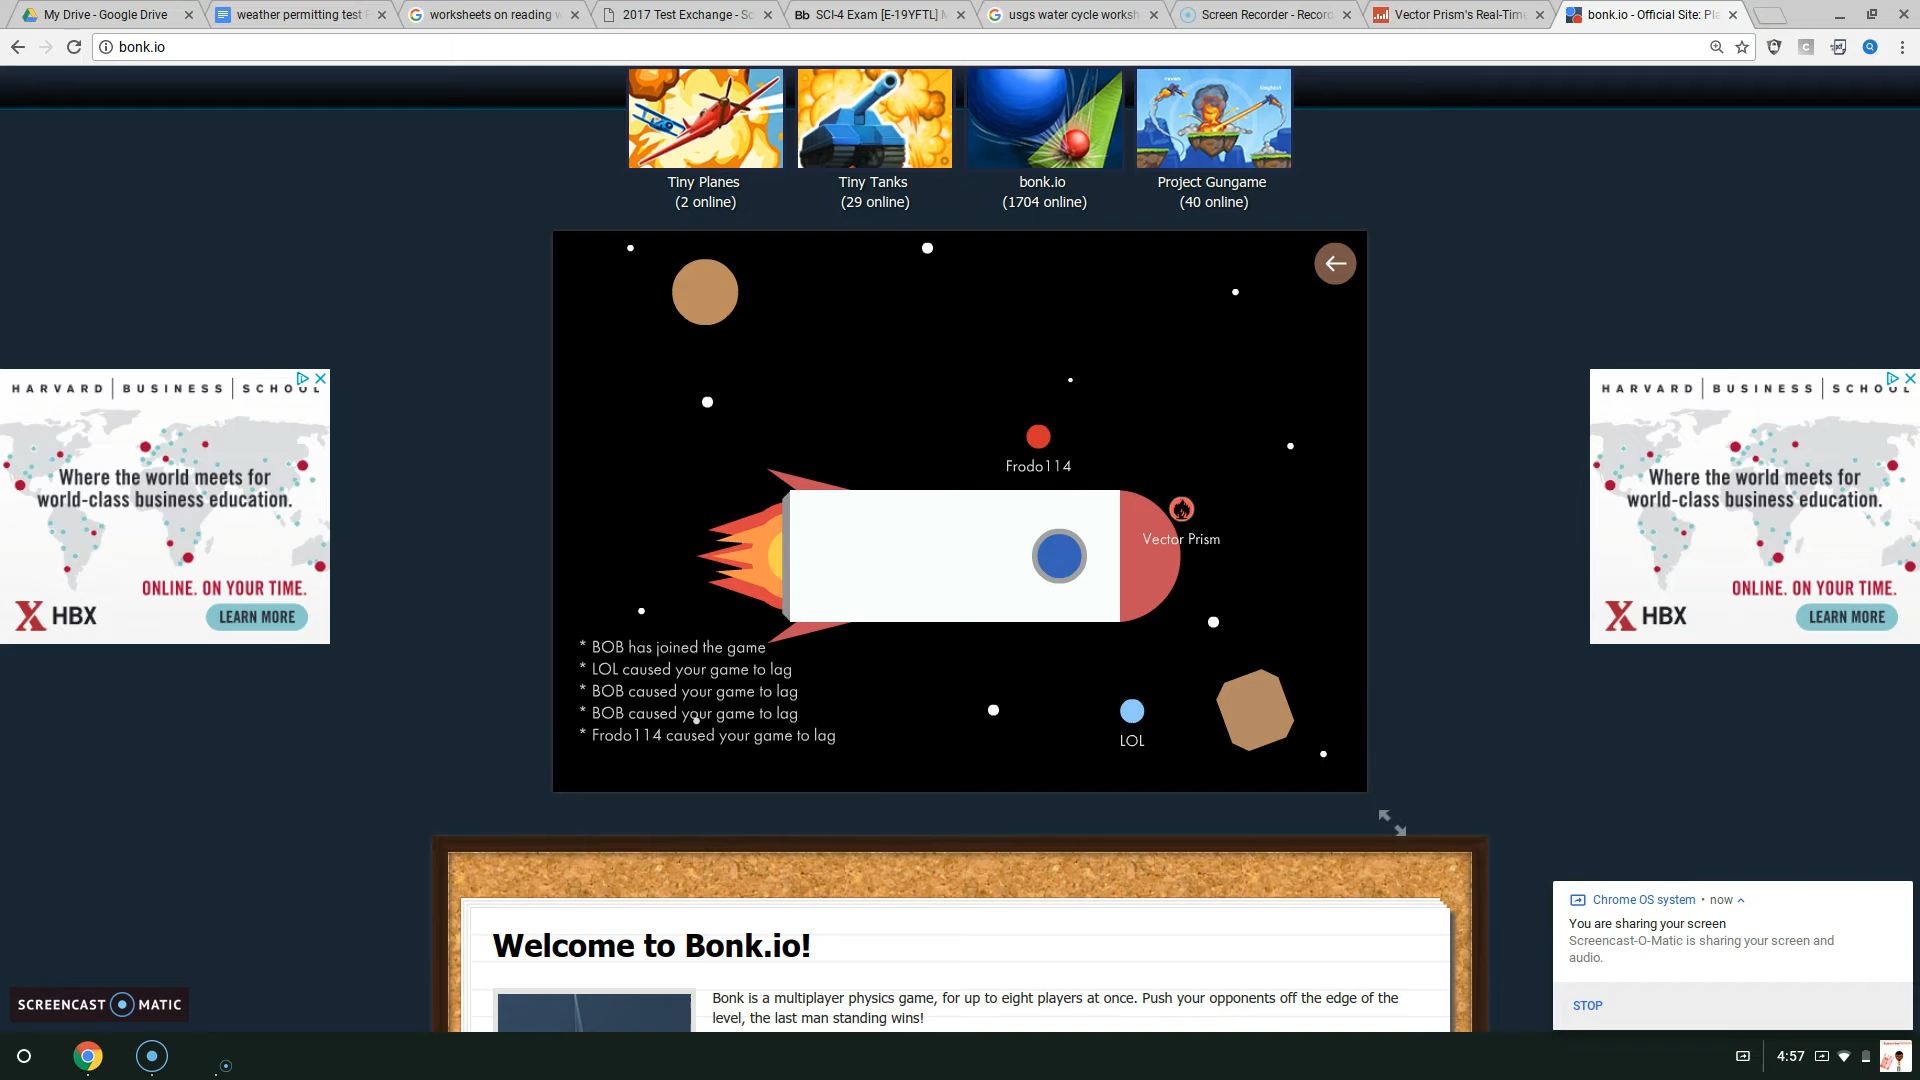 My Drive - Google Drive
weather permitting test
worksheets on reading w
2017 Test Exchange - Sc
Bb SCI-4 Exam [E-19YFTL]
usgs water cycle worksh
Screen Recorder - Record
Vector Prism's Real-Time
bonk.io - Official Site: Pl
bonk.io
Tiny Planes
(2 online)
Tiny Tanks
(29 online)
bonk.io
(1704 online)
Project Gungame
(40 online)
Frodo114
Vector Prism
LOL
* BOB has joined the game
* LOL caused your game to lag
* BOB caused your game to lag
* BOB caused your game to lag
* Frodo114 caused your game to lag
HARVARD | BUSINESS | SCHOOL
Where the world meets for
world-class business education.
ONLINE. ON YOUR TIME.
HBX
LEARN MORE
HARVARD | BUSINESS | SCHOOL
Where the world meets for
world-class business education.
ONLINE. ON YOUR TIME.
HBX
LEARN MORE
Welcome to Bonk.io!
Bonk is a multiplayer physics game, for up to eight players at once. Push your opponents off the edge of the
level, the last man standing wins!
Chrome OS system • now
You are sharing your screen
Screencast-O-Matic is sharing your screen and
audio.
STOP
SCREENCAST MATIC
4:57